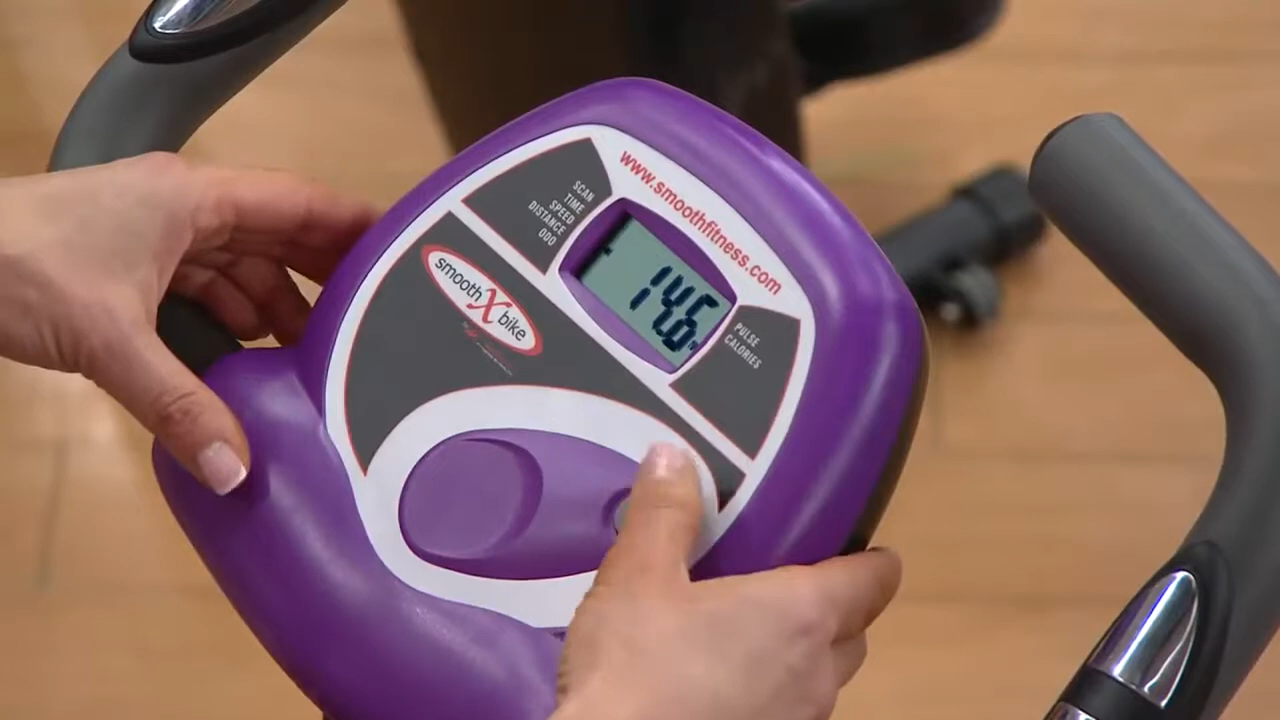 www.smoothfitness.com
SCAN
TIME
SPEED
DISTANCE
ODO
14.6
smooth X bike
PULSE
CALORIES